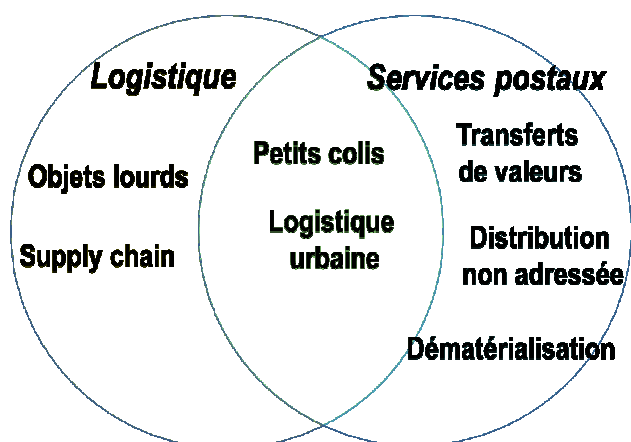 Logistique
Services postaux
Objets lourds
Supply chain
Petits colis
Logistique
urbaine
Transferts
de valeurs
Distribution
non adressée
Dématérialisation